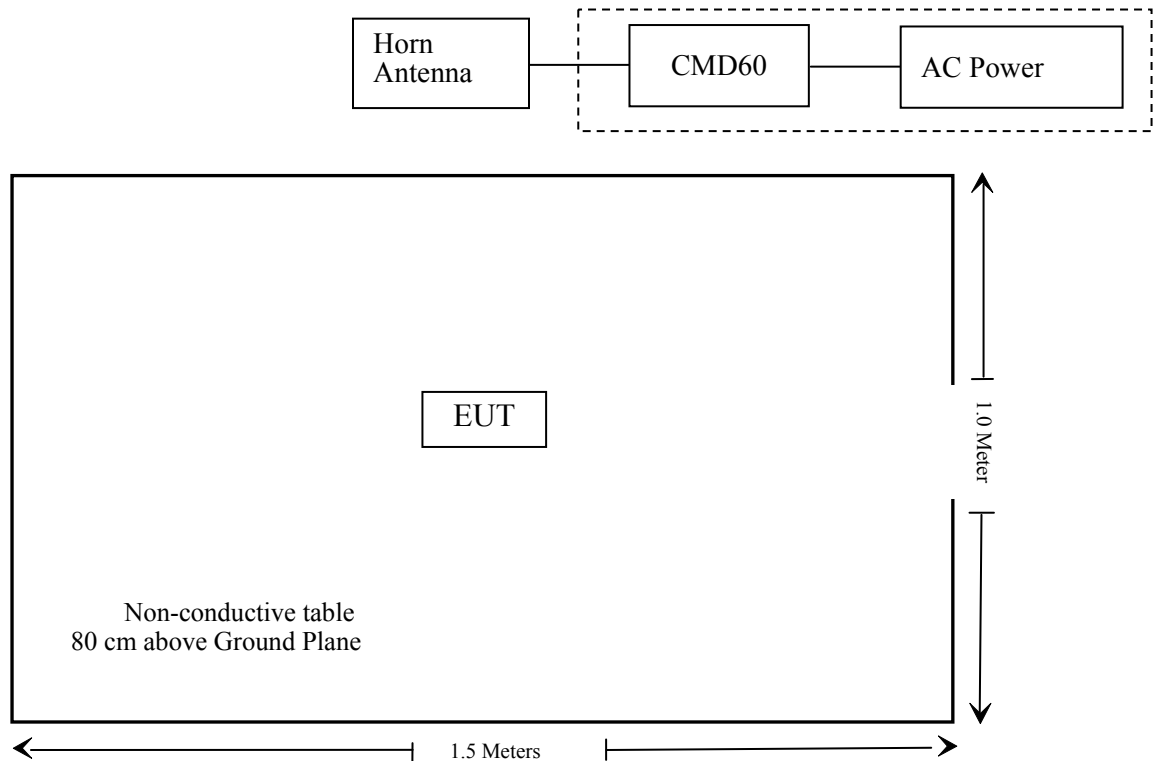 Horn
Antenna
CMD60
AC Power
EUT
1.0 Meter
Non-conductive table
80 cm above Ground Plane
1.5 Meters